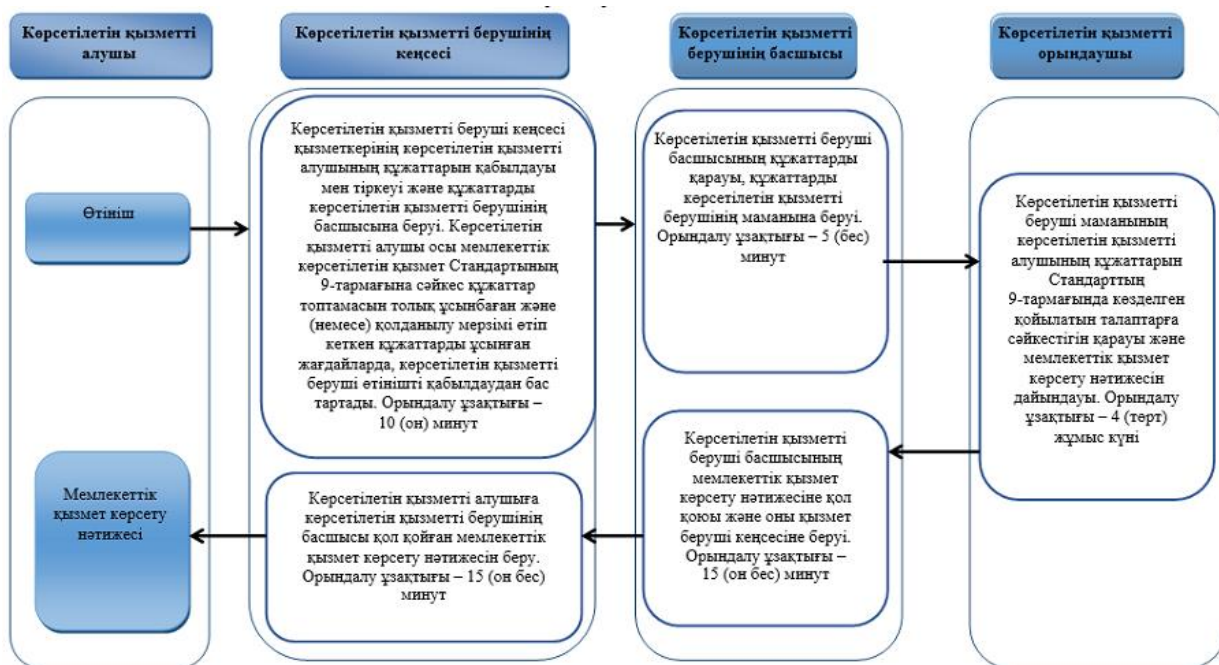 Көрсетілетін қызметті
алушы
Көрсетілетін қызметті берушінің
кеңсесі
Көрсетілетін қызметті
берушінің басшысы
Көрсетілетін қызметті
орындаушы
Өтініш
Көрсетілетін қызметті беруші кеңсесі
қызметкерінің көрсетілетін қызметті
алушының құжаттарын қабылдауы
мен тіркеуі және құжаттарды
көрсетілетін қызметті берушінің
басшысына беруі. Көрсетілетін
қызметті алушы осы мемлекеттік
көрсетілетін қызмет Стандартының
9-тармағына сәйкес құжаттар
топтамасын толық ұсынбаған және
(немесе) қолданылу мерзімі өтіп
кеткен құжаттарды ұсынған
жағдайларда, көрсетілетін қызметті
беруші өтінішті қабылдаудан бас
тартады. Орындалу ұзақтығы –
10 (он) минут
Көрсетілетін қызметті беруші
басшысының құжаттарды
қарауы, құжаттарды
көрсетілетін қызметті
берушінің маманына беруі.
Орындалу ұзақтығы – 5 (бес)
минут
Көрсетілетін қызметті
беруші маманының
көрсетілетін қызметті
алушының құжаттарын
Стандарттың
9-тармағында көзделген
қойылатын талаптарға
сәйкестігін қарауы және
мемлекеттік қызмет
көрсету нәтижесін
дайындауы. Орындалу
ұзақтығы – 4 (төрт)
жұмыс күні
Көрсетілетін қызметті
беруші басшысының
мемлекеттік қызмет
көрсету нәтижесіне қол
қоюы және оны қызмет
беруші кеңсесіне беруі.
Орындалу ұзақтығы –
15 (он бес) минут
Көрсетілетін қызметті алушыға
көрсетілетін қызметті берушінің
басшысы қол қойған мемлекеттік
қызмет көрсету нәтижесін беру.
Орындалу ұзақтығы – 15 (он бес)
минут
Мемлекеттік
қызмет көрсету
нәтижесі